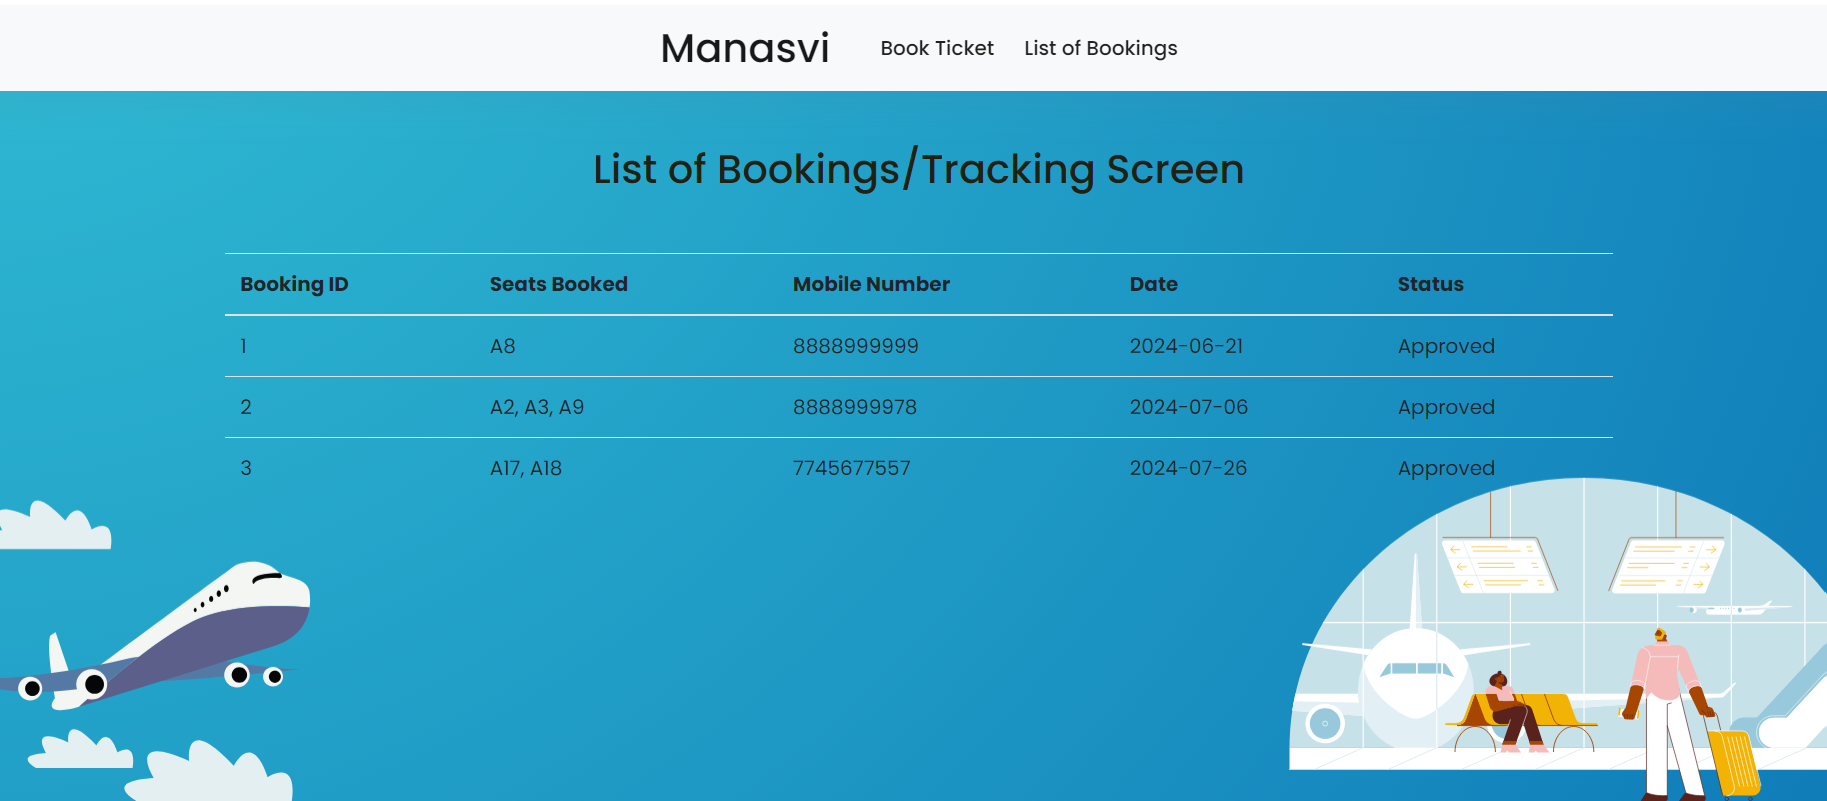 Manasvi Book Ticket List of Bookings
List of Bookings/Tracking Screen
Booking ID Seats Booked Mobile Number Date Status
1 A8 8888999999 2024-06-21 Approved
2 A2, A3, A9 8888999978 2024-07-06 Approved
3 A17, A18 7745677557 2024-07-26 Approved